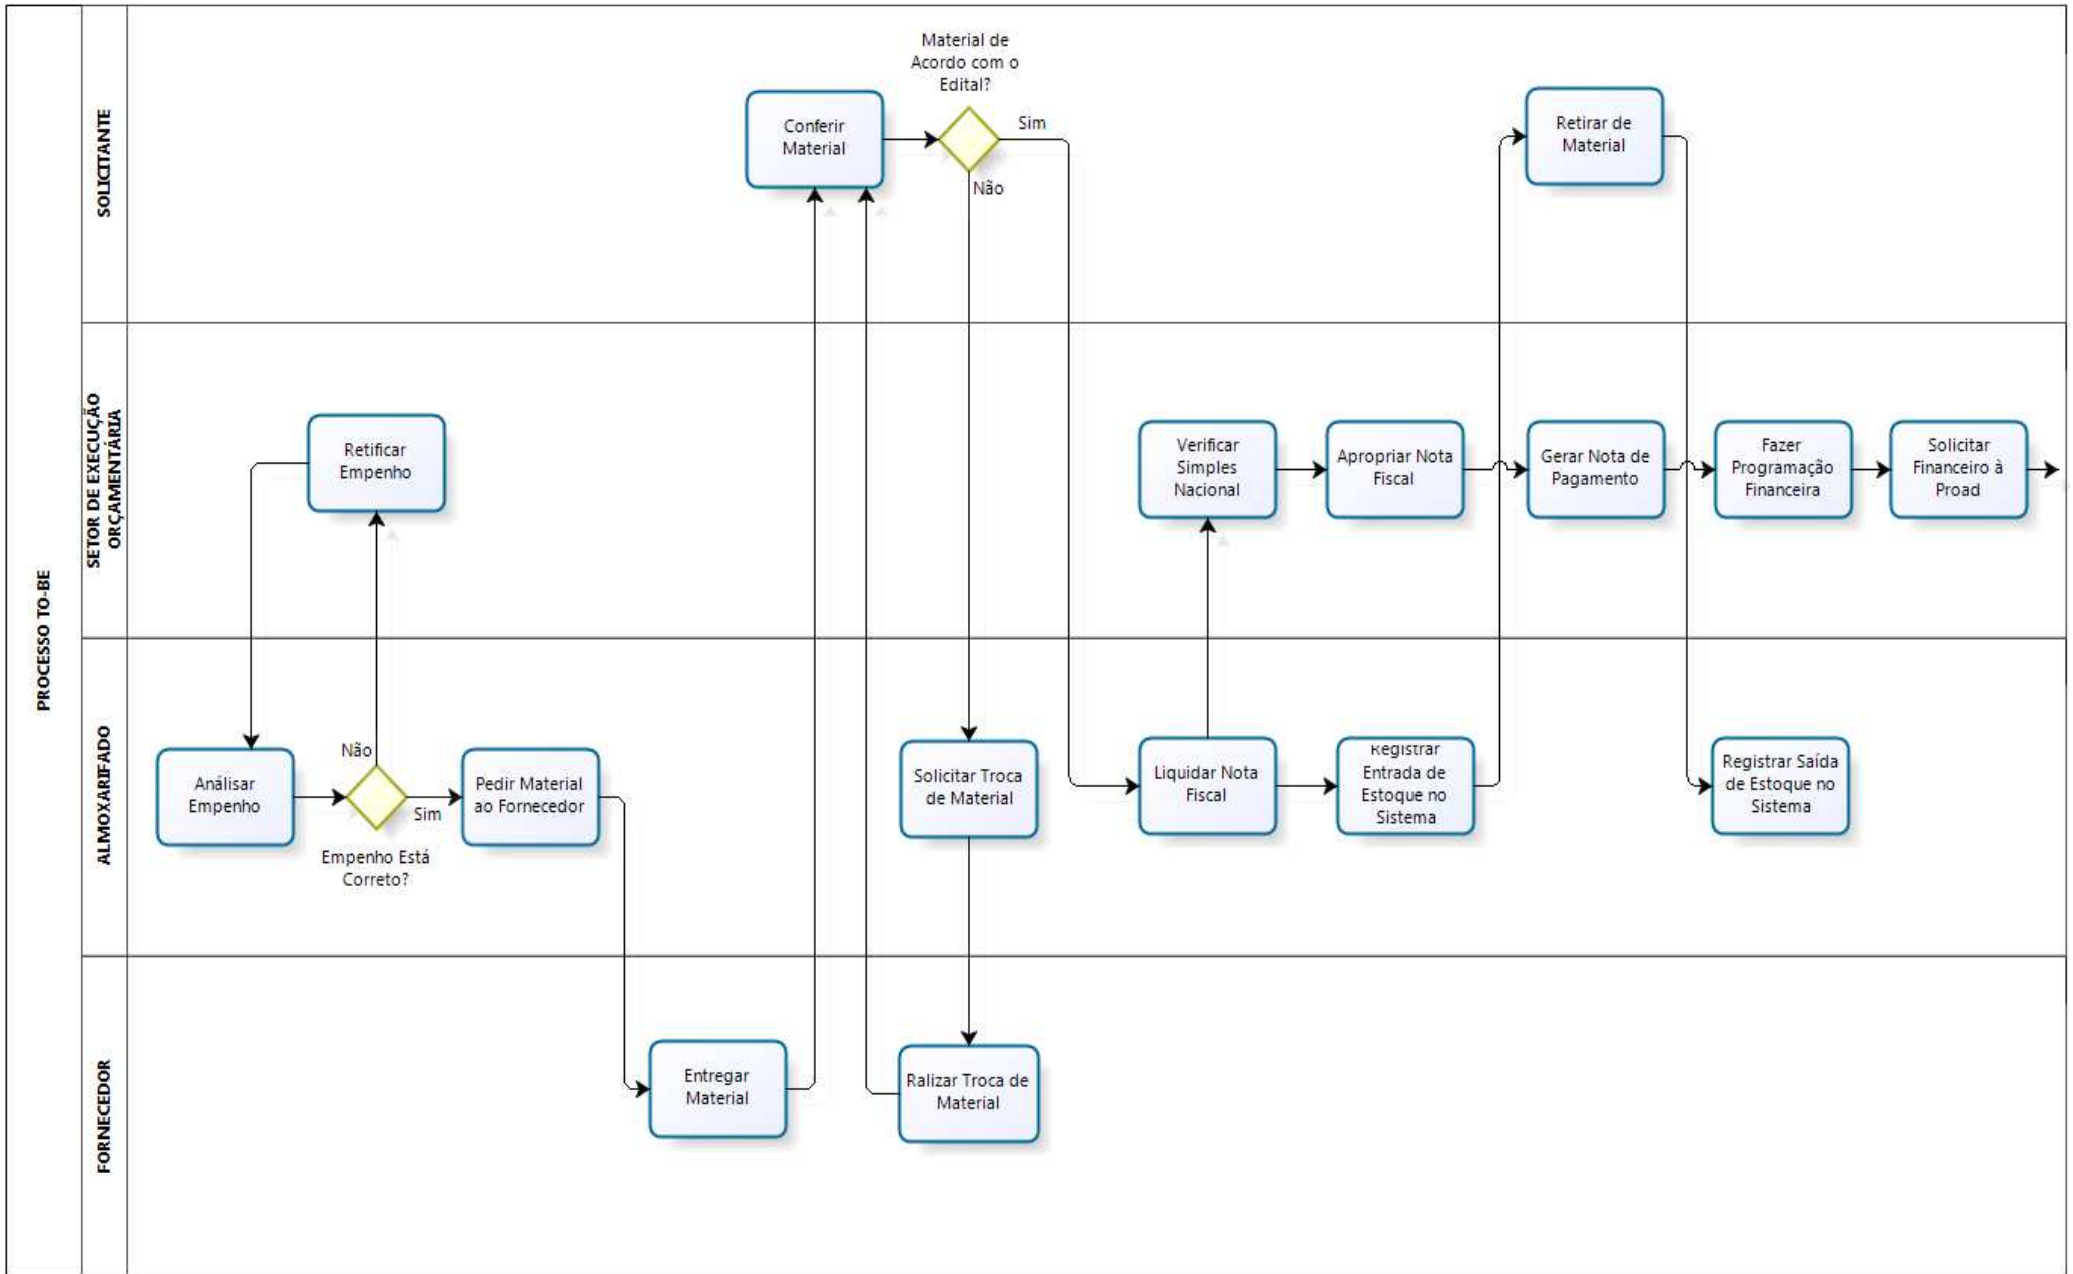 PROCESSO TO-BE
SOLICITANTE
Conferir
Material
Material de
Acordo com o
Edital?
Sim
Não
Retirar de
Material
SETOR DE EXECUÇÃO
ORÇAMENTÁRIA
Retificar
Empenho
Verificar
Simples
Nacional
Apropriar Nota
Fiscal
Gerar Nota de
Pagamento
Fazer
Programação
Financeira
Solicitar
Financeiro à
Proad
ALMOXARIFADO
Análisar
Empenho
Não
Sim
Empenho Está
Correto?
Pedir Material
ao Fornecedor
Solicitar Troca
de Material
Liquidar Nota
Fiscal
Registrar
Entrada de
Estoque no
Sistema
Registrar Saída
de Estoque no
Sistema
FORNECEDOR
Entregar
Material
Ralizar Troca de
Material